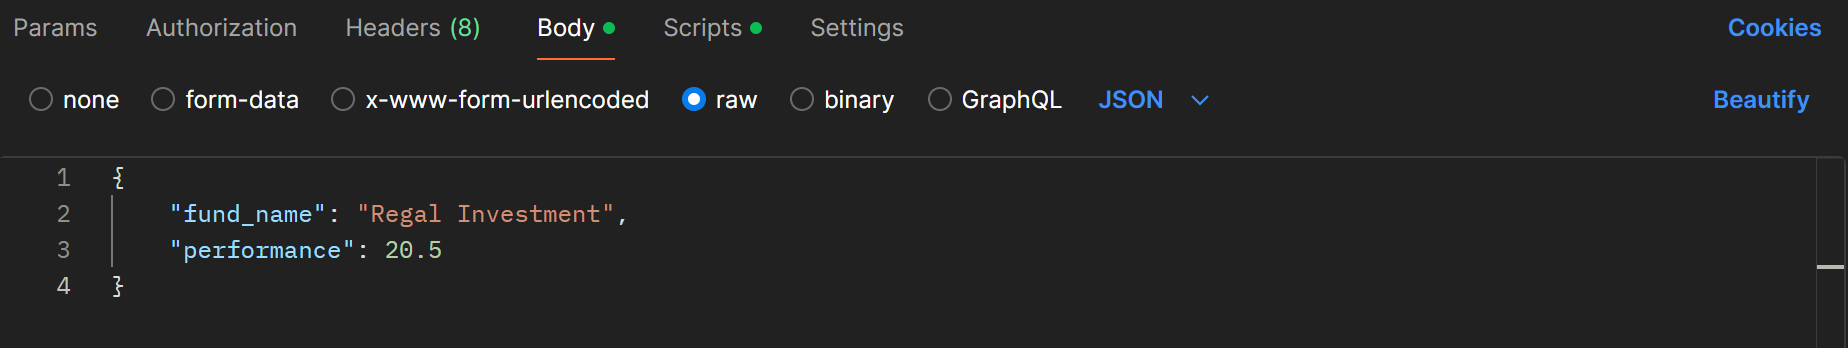 Params Authorization Headers (8) Body Scripts Settings Cookies
none form-data x-www-form-urlencoded raw binary GraphQL JSON Beautify
1 {
2 "fund_name": "Regal Investment",
3 "performance": 20.5
4 }